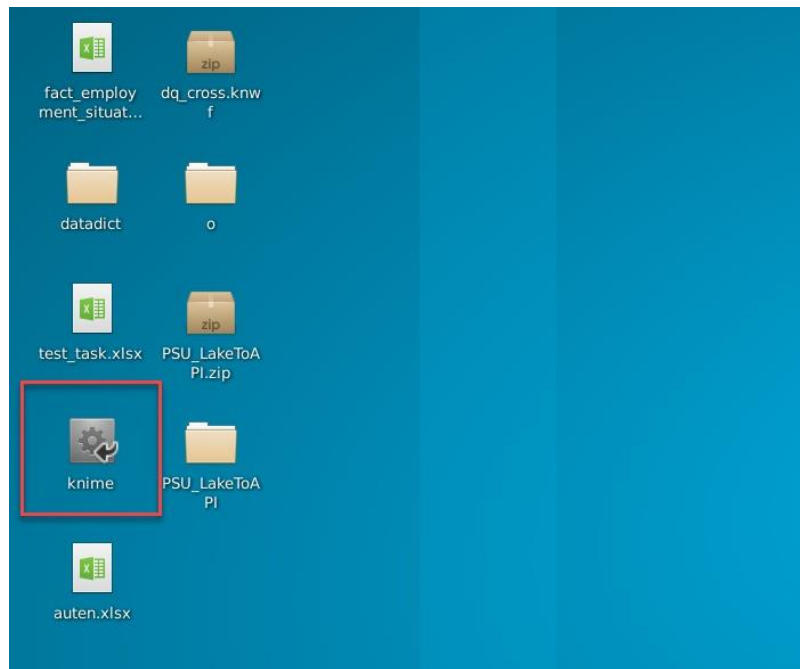 fact_employ
ment_situat...
zip
dq_cross.knw
f
datadict
o
test_task.xlsx
zip
PSU_LakeToA
PI.zip
knime
PSU_LakeToA
PI
auten.xlsx